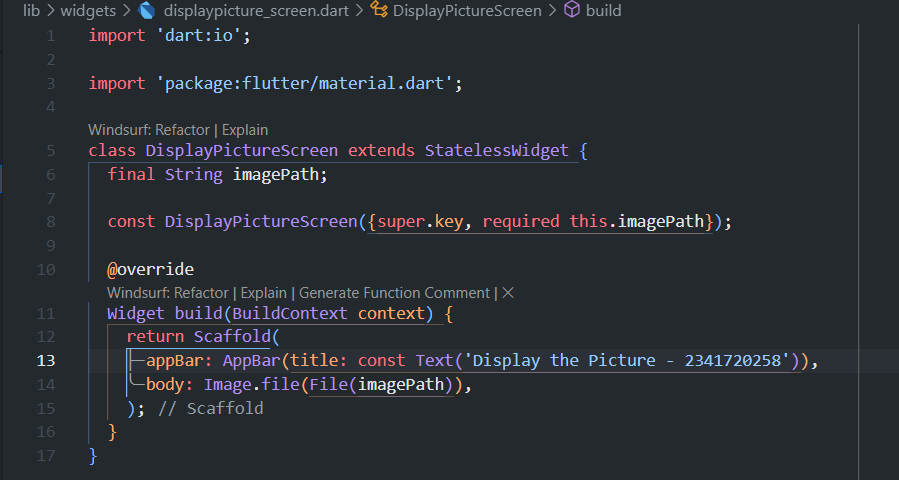 lib > widgets > displaypicture_screen.dart > DisplayPictureScreen > build
1 import 'dart:io';
2
3 import 'package:flutter/material.dart';
4
Windsurf: Refactor | Explain
5 class DisplayPictureScreen extends StatelessWidget {
6 final String imagePath;
7
8 const DisplayPictureScreen({super.key, required this.imagePath});
9
10 @override
Windsurf: Refactor | Explain | Generate Function Comment | ×
11 Widget build(BuildContext context) {
12 return Scaffold(
13 appBar: AppBar(title: const Text('Display the Picture - 2341720258')),
14 body: Image.file(File(imagePath)),
15 ); // Scaffold
16 }
17 }